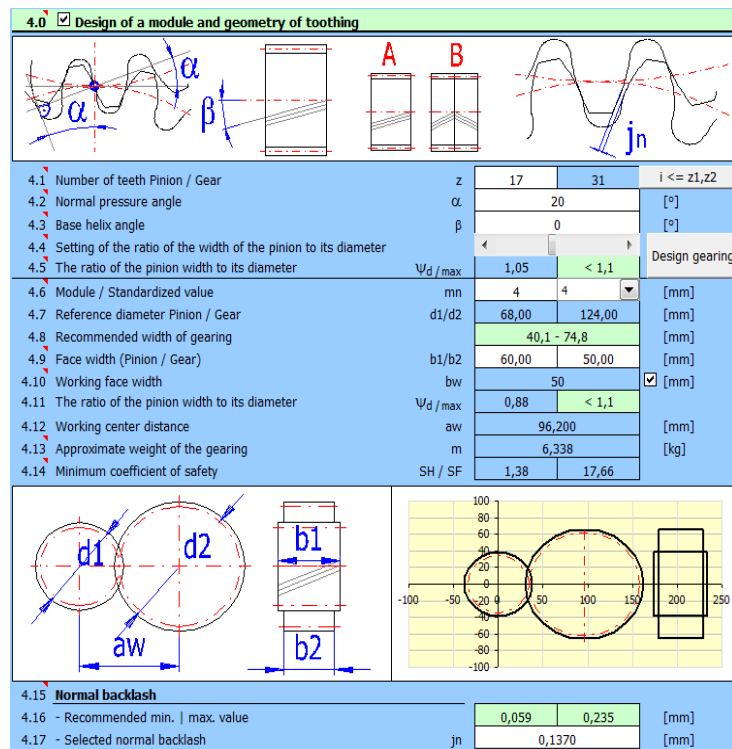 4.0 Design of a module and geometry of toothing
A B
α
α
β
jn
4.1 Number of teeth Pinion / Gear z 17 31 i <= z1,z2
4.2 Normal pressure angle α 20 [°]
4.3 Base helix angle β 0 [°]
4.4 Setting of the ratio of the width of the pinion to its diameter
Design gearing
4.5 The ratio of the pinion width to its diameter Ψd / max 1,05 < 1,1
4.6 Module / Standardized value mn 4 4 [mm]
4.7 Reference diameter Pinion / Gear d1/d2 68,00 124,00 [mm]
4.8 Recommended width of gearing 40,1 - 74,8 [mm]
4.9 Face width (Pinion / Gear) b1/b2 60,00 50,00 [mm]
4.10 Working face width bw 50 [mm]
4.11 The ratio of the pinion width to its diameter Ψd / max 0,88 < 1,1
4.12 Working center distance aw 96,200 [mm]
4.13 Approximate weight of the gearing m 6,338 [kg]
4.14 Minimum coefficient of safety SH / SF 1,38 17,66
d1 d2 b1
aw b2
100
80
60
40
20
0
-20
-40
-60
-80
-100
-100 -50 0 50 100 150 200 250
4.15 Normal backlash
4.16 - Recommended min. | max. value 0,059 0,235 [mm]
4.17 - Selected normal backlash jn 0,1370 [mm]